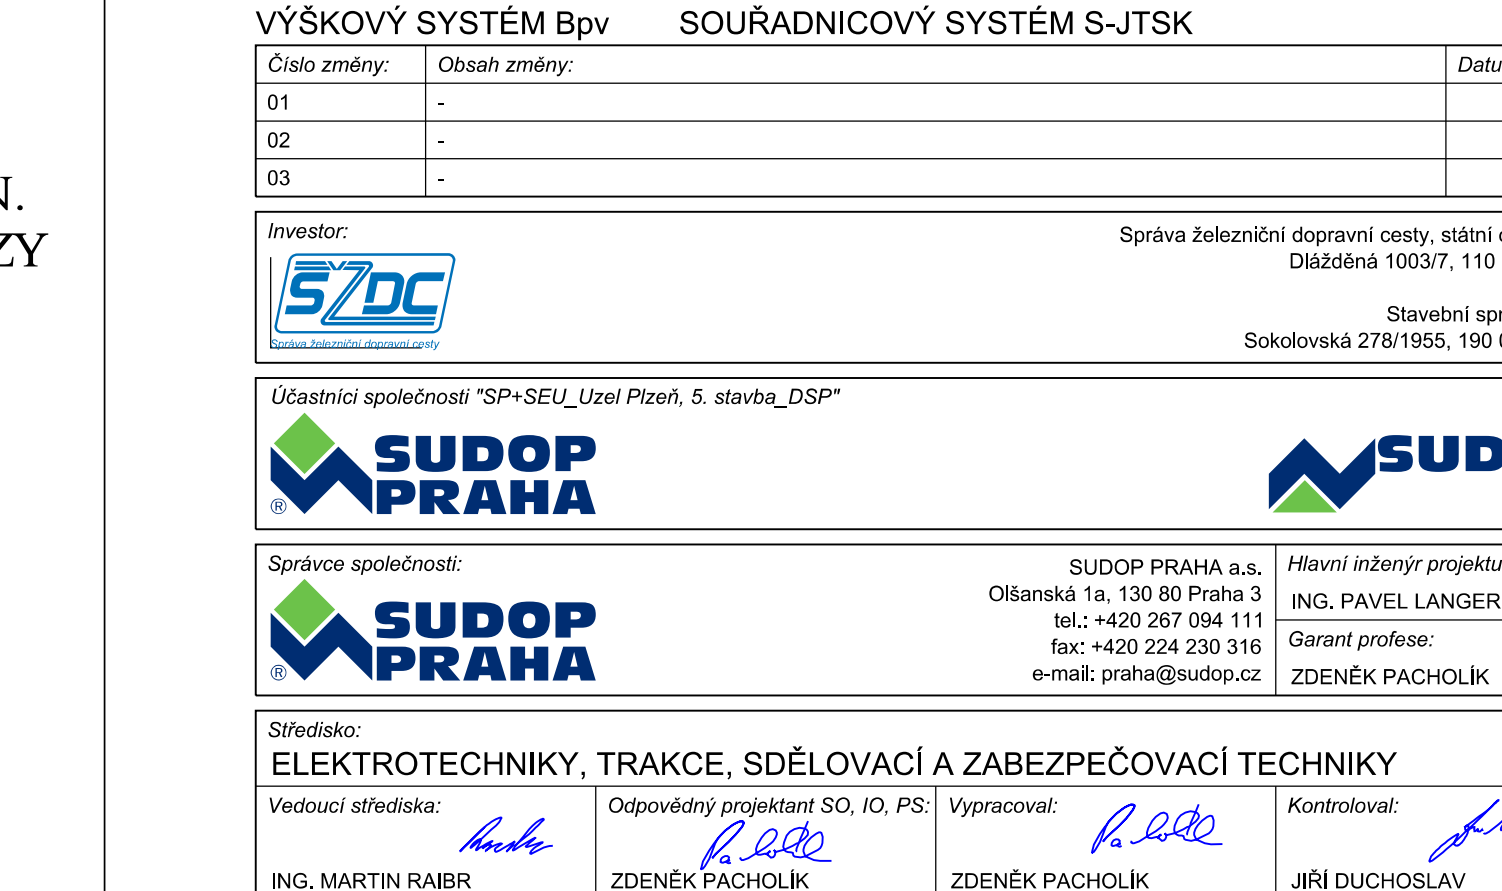 VÝŠKOVÝ SYSTÉM Bpv SOUŘADNICOVÝ SYSTÉM S-JTSK
Číslo změny: Obsah změny:
01 -
02 -
03 -
N.
ZY
Investor:
Správa železniční dopravní cesty, státní
Dlážděná 1003/7, 110
ŠŽDC
Správa železniční dopravní cesty
Stavební
Sokolovská 278/1955, 190
Účastníci společnosti "SP+SEU_Uzel Plzeň, 5. stavba_DSP"
SUDOP
PRAHA
®
SUD
Správce společnosti:
SUDOP
PRAHA
®
SUDOP PRAHA a.s.
Olšanská 1a, 130 80 Praha 3
tel.: +420 267 094 111
fax: +420 224 230 316
e-mail: praha@sudop.cz
Hlavní inženýr projektu
ING. PAVEL LANGER
Garant profese:
ZDENĚK PACHOLÍK
Středisko:
ELEKTROTECHNIKY, TRAKCE, SDĚLOVACÍ A ZABEZPEČOVACÍ TECHNIKY
Vedoucí střediska: Odpovědný projektant SO, IO, PS: Vypracoval: Kontroloval:
ING. MARTIN RAIBR ZDENĚK PACHOLÍK ZDENĚK PACHOLÍK JIŘÍ DUCHOSLAV